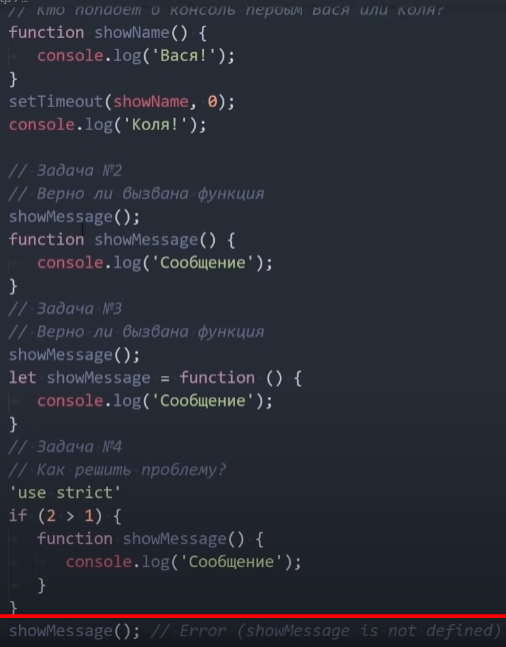 // Кто попадёт в консоль первым Вася или Коля?
function showName() {
console.log('Вася!');
}
setTimeout(showName, 0);
console.log('Коля!');
// Задача №2
// Верно ли вызвана функция
showMessage();
function showMessage() {
console.log('Сообщение');
}
// Задача №3
// Верно ли вызвана функция
showMessage();
let showMessage = function () {
console.log('Сообщение');
}
// Задача №4
// Как решить проблему?
'use strict'
if (2 > 1) {
function showMessage() {
console.log('Сообщение');
}
}
showMessage(); // Error (showMessage is not defined)